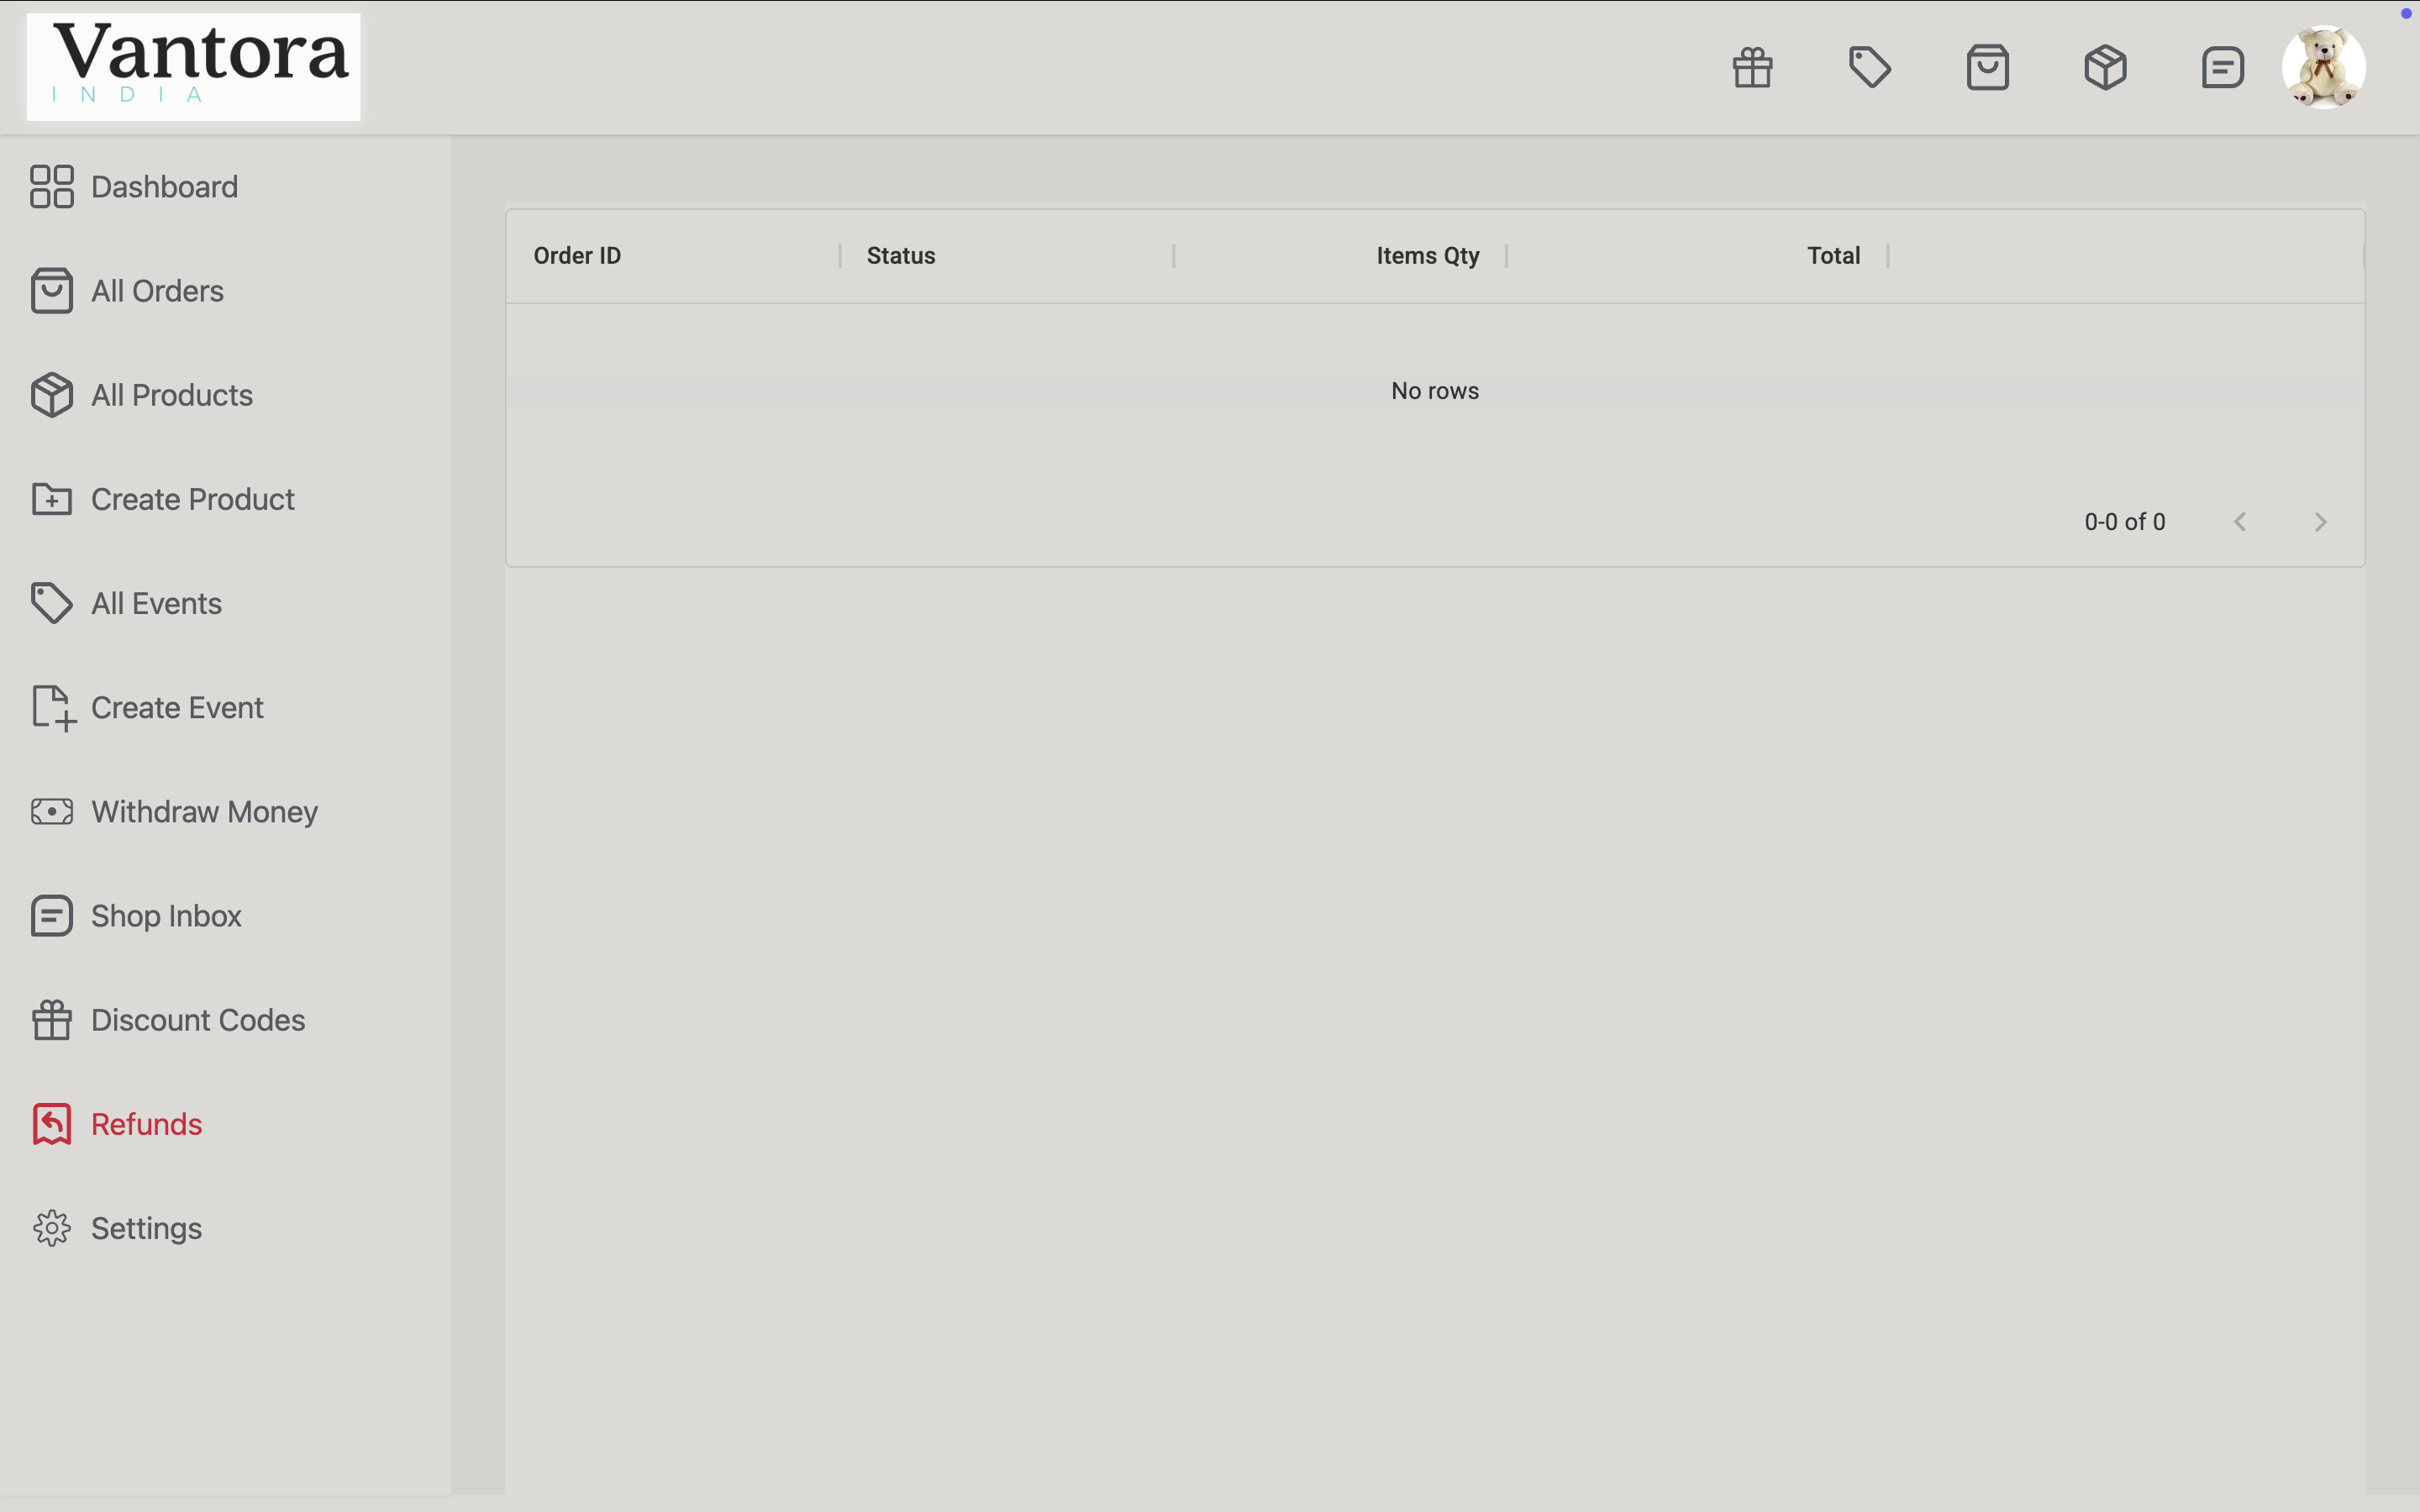 Vantora
INDIA
Dashboard
All Orders
All Products
Create Product
All Events
Create Event
Withdraw Money
Shop Inbox
Discount Codes
Refunds
Settings
Order ID Status Items Qty Total
No rows
0-0 of 0